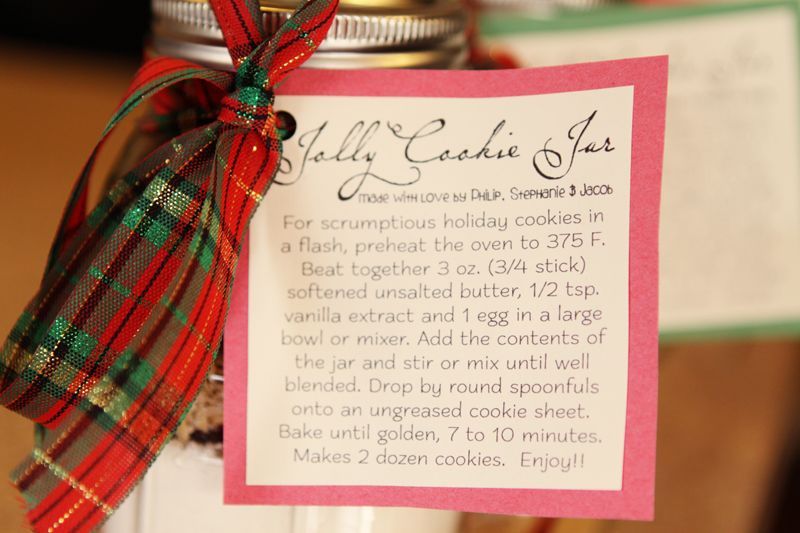 Jolly Cookie Jar
made with love by Philip, Stephanie & Jacob
For scrumptious holiday cookies in
a flash, preheat the oven to 375 F.
Beat together 3 oz. (3/4 stick)
softened unsalted butter, 1/2 tsp.
vanilla extract and 1 egg in a large
bowl or mixer. Add the contents of
the jar and stir or mix until well
blended. Drop by round spoonfuls
onto an ungreased cookie sheet.
Bake until golden, 7 to 10 minutes.
Makes 2 dozen cookies. Enjoy!!